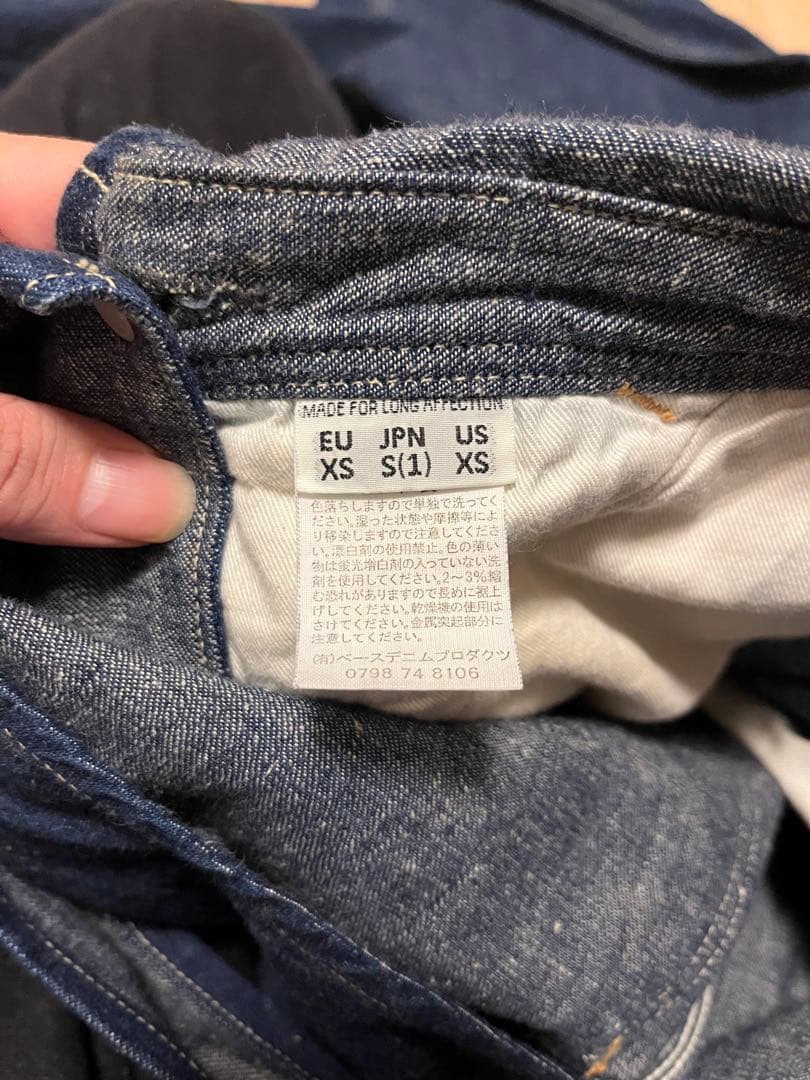 MADE FOR LONG AFFECTION
EU JPN US
XS S(1) XS
色落ちしますので単独で洗ってく
ださい。湿った状態や摩擦等によ
り移染しますので注意してくださ
い。漂白剤の使用禁止。色の薄い
物は蛍光増白剤の入っていない洗
剤を使用してください。2〜3%縮
む恐れがありますので長めに裾上
げしてください。乾燥機の使用は
さけてください。金属突起部分に
注意してください。
(有)ベースデニムプロダクツ
0798 74 8106